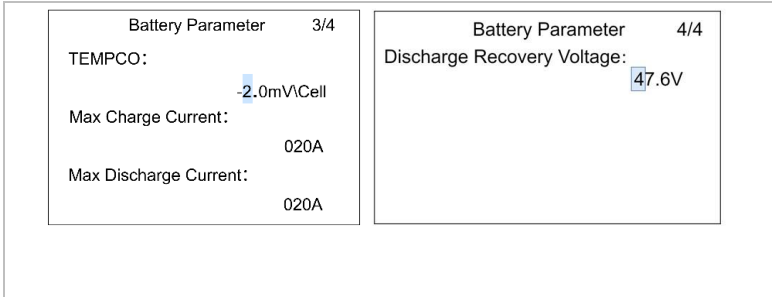 Battery Parameter 3/4
TEMPCO:
-2.0mV\Cell
Max Charge Current:
020A
Max Discharge Current:
020A
Battery Parameter 4/4
Discharge Recovery Voltage:
47.6V